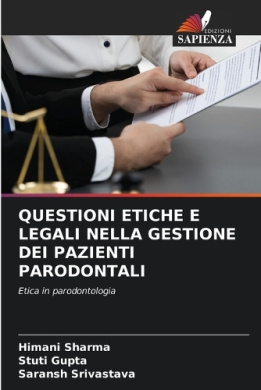 EDIZIONI
SAPIENZA
QUESTIONI ETICHE E
LEGALI NELLA GESTIONE
DEI PAZIENTI
PARODONTALI
Etica in parodontologia
Himani Sharma
Stuti Gupta
Saransh Srivastava